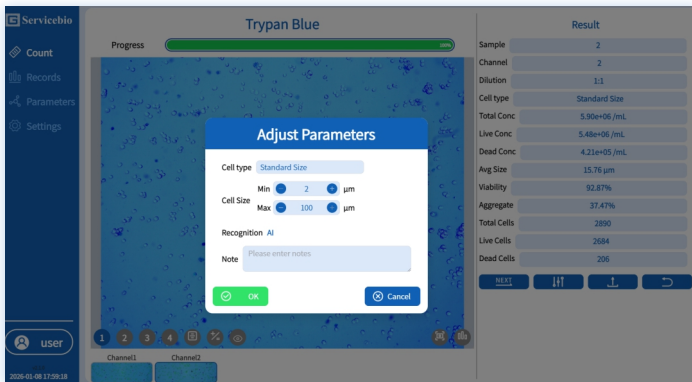 Servicebio
Count
Records
Parameters
Settings
user
2026-01-08 17:59:18
Trypan Blue
Progress
100%
Adjust Parameters
Cell type Standard Size
Cell Size
Min 2 μm
Max 100 μm
Recognition AI
Note Please enter notes
OK
Cancel
1 2 3 4
Channel1 Channel2
Result
Sample 2
Channel 2
Dilution 1:1
Cell type Standard Size
Total Conc 5.90e+06 /mL
Live Conc 5.48e+06 /mL
Dead Conc 4.21e+05 /mL
Avg Size 15.76 μm
Viability 92.87%
Aggregate 37.47%
Total Cells 2890
Live Cells 2684
Dead Cells 206
NEXT